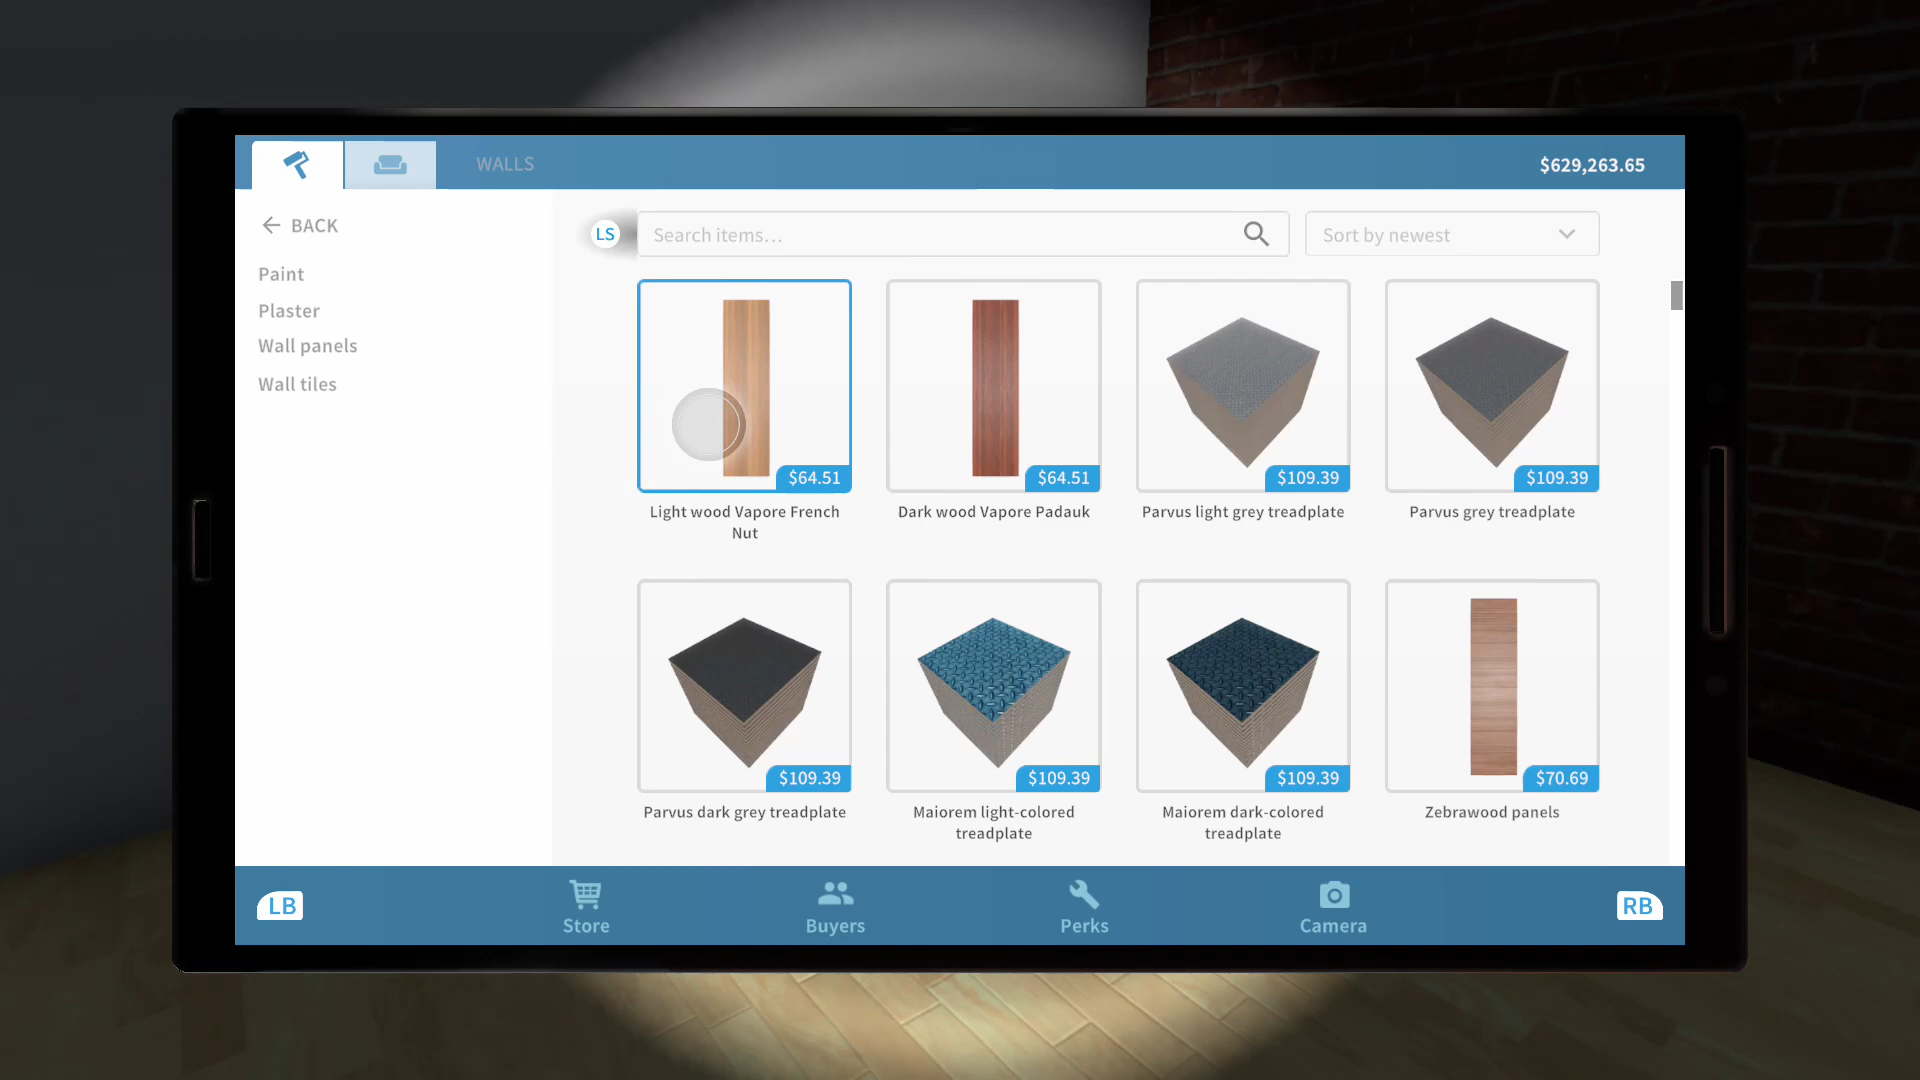 WALLS
$629,263.65
BACK
Paint
Plaster
Wall panels
Wall tiles
LS
Search items...
Sort by newest
$64.51
$64.51
$109.39
$109.39
Light wood Vapore French
Nut
Dark wood Vapore Padauk
Parvus light grey treadplate
Parvus grey treadplate
$109.39
$109.39
$109.39
$70.69
Parvus dark grey treadplate
Maiorem light-colored
treadplate
Maiorem dark-colored
treadplate
Zebrawood panels
LB
Store
Buyers
Perks
Camera
RB